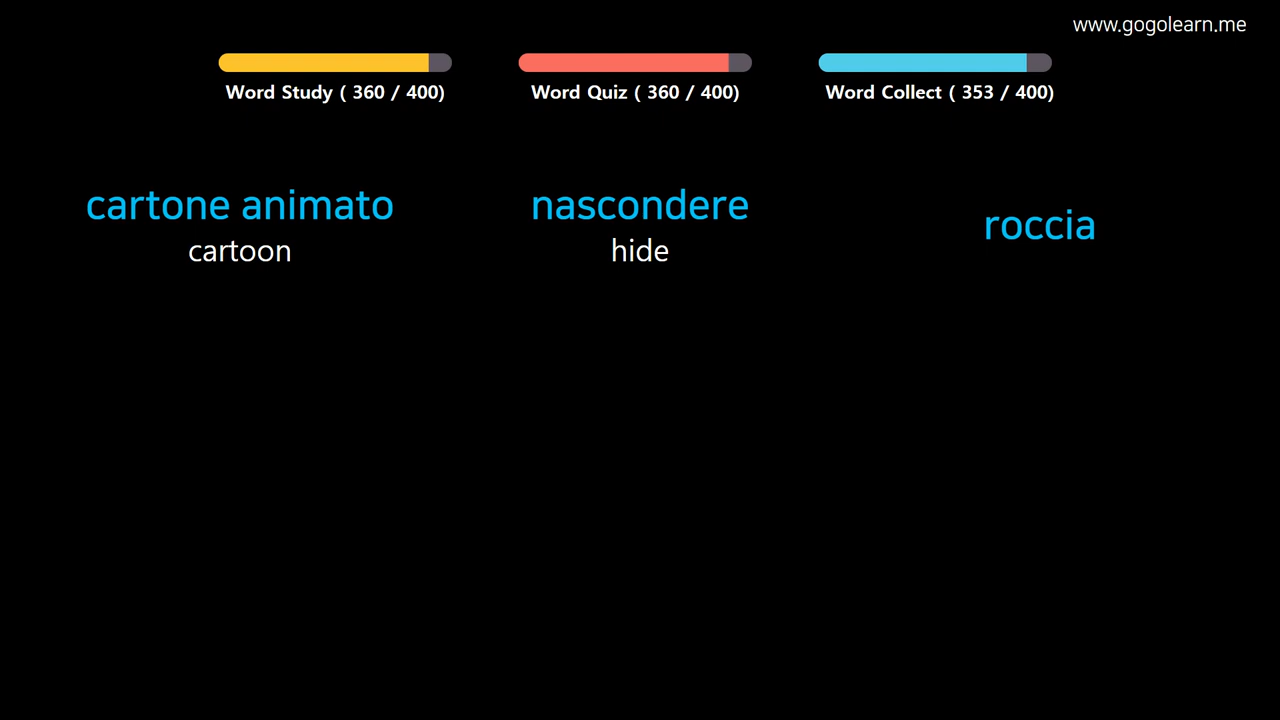 www.gogolearn.me
Word Study ( 360 / 400)
Word Quiz ( 360 / 400)
Word Collect ( 353 / 400)
cartone animato
cartoon
nascondere
hide
roccia